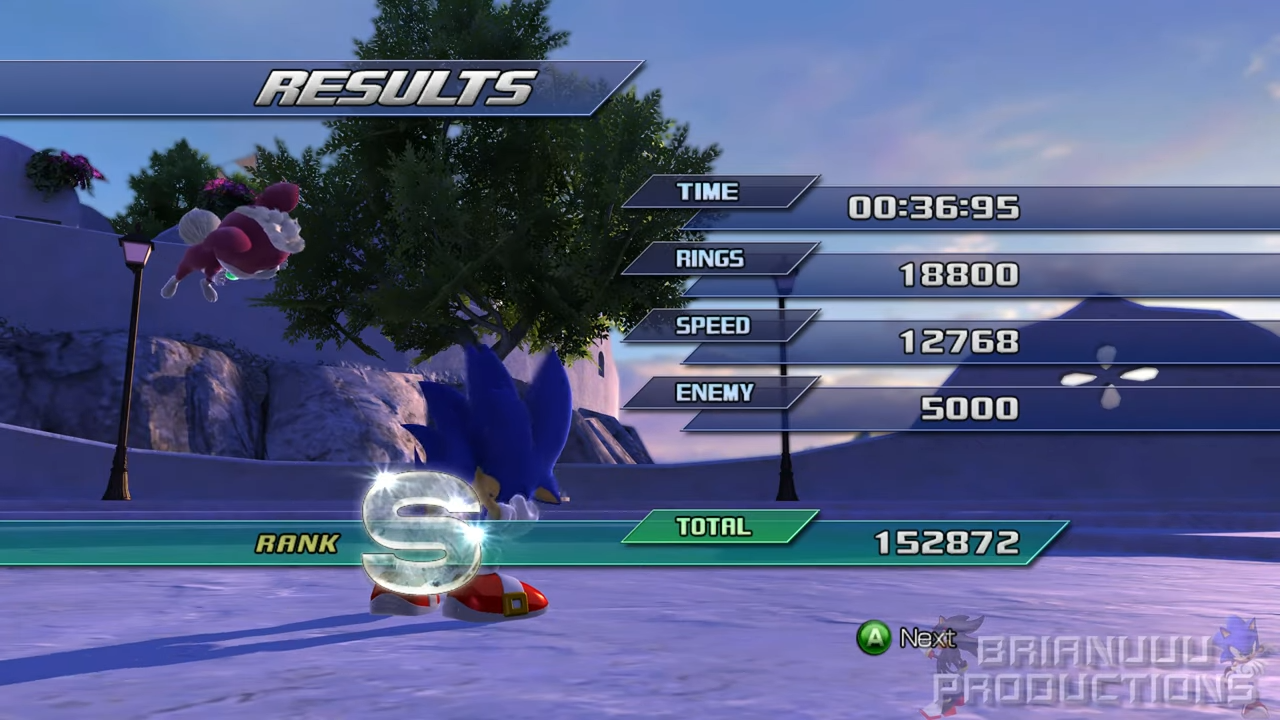 RESULTS
TIME
00:36:95
RINGS
18800
SPEED
12768
ENEMY
5000
RANK S
TOTAL
152872
A Next
BRIANUUU
PRODUCTIONS